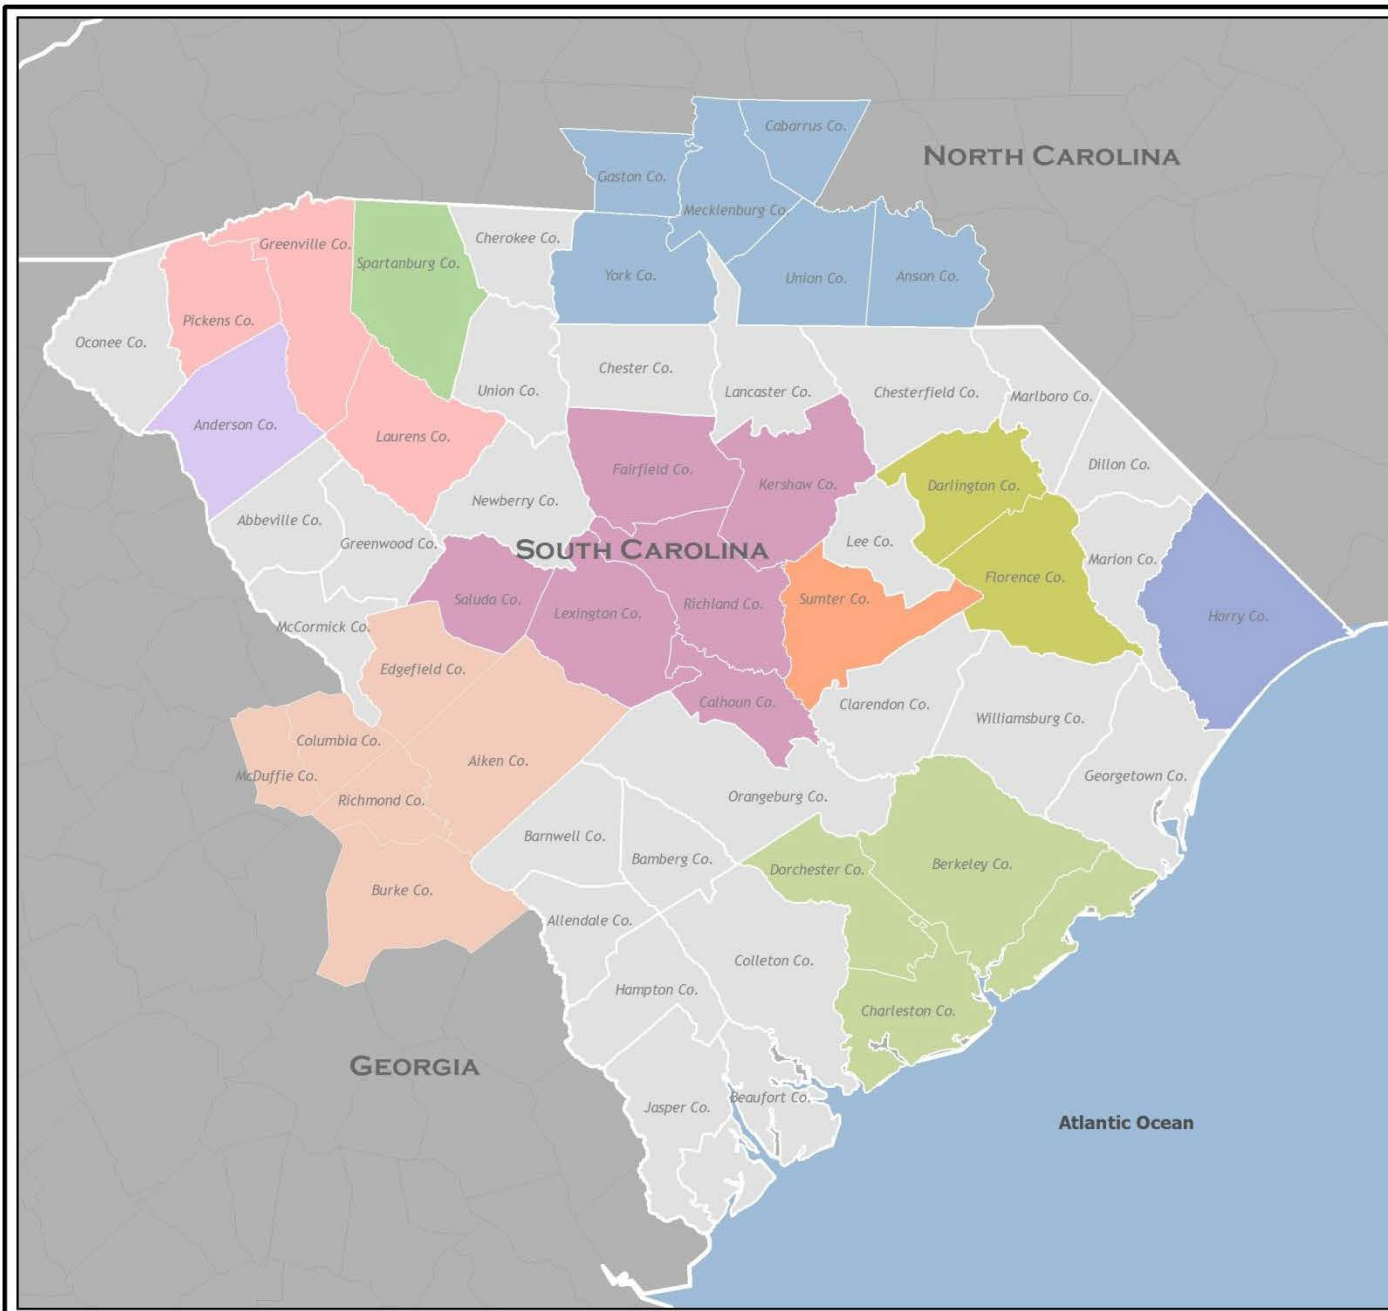 Cabarrus Co.
NORTH CAROLINA
Gaston Co.
Mecklenburg Co.
Greenville Co.
Cherokee Co.
Spartanburg Co.
York Co.
Union Co.
Anson Co.
Pickens Co.
Oconee Co.
Chester Co.
Union Co.
Lancaster Co.
Chesterfield Co.
Marlboro Co.
Anderson Co.
Laurens Co.
Dillon Co.
Fairfield Co.
Kershaw Co.
Darlington Co.
Newberry Co.
Abbeville Co.
Greenwood Co.
SOUTH CAROLINA
Lee Co.
Marion Co.
Florence Co.
Saluda Co.
Lexington Co.
Richland Co.
Sumter Co.
Horry Co.
McCormick Co.
Edgefield Co.
Calhoun Co.
Clarendon Co.
Williamsburg Co.
Columbia Co.
Aiken Co.
McDuffie Co.
Richmond Co.
Orangeburg Co.
Georgetown Co.
Barnwell Co.
Bamberg Co.
Dorchester Co.
Berkeley Co.
Burke Co.
Allendale Co.
Colleton Co.
Hampton Co.
Charleston Co.
GEORGIA
Jasper Co.
Beaufort Co.
Atlantic Ocean